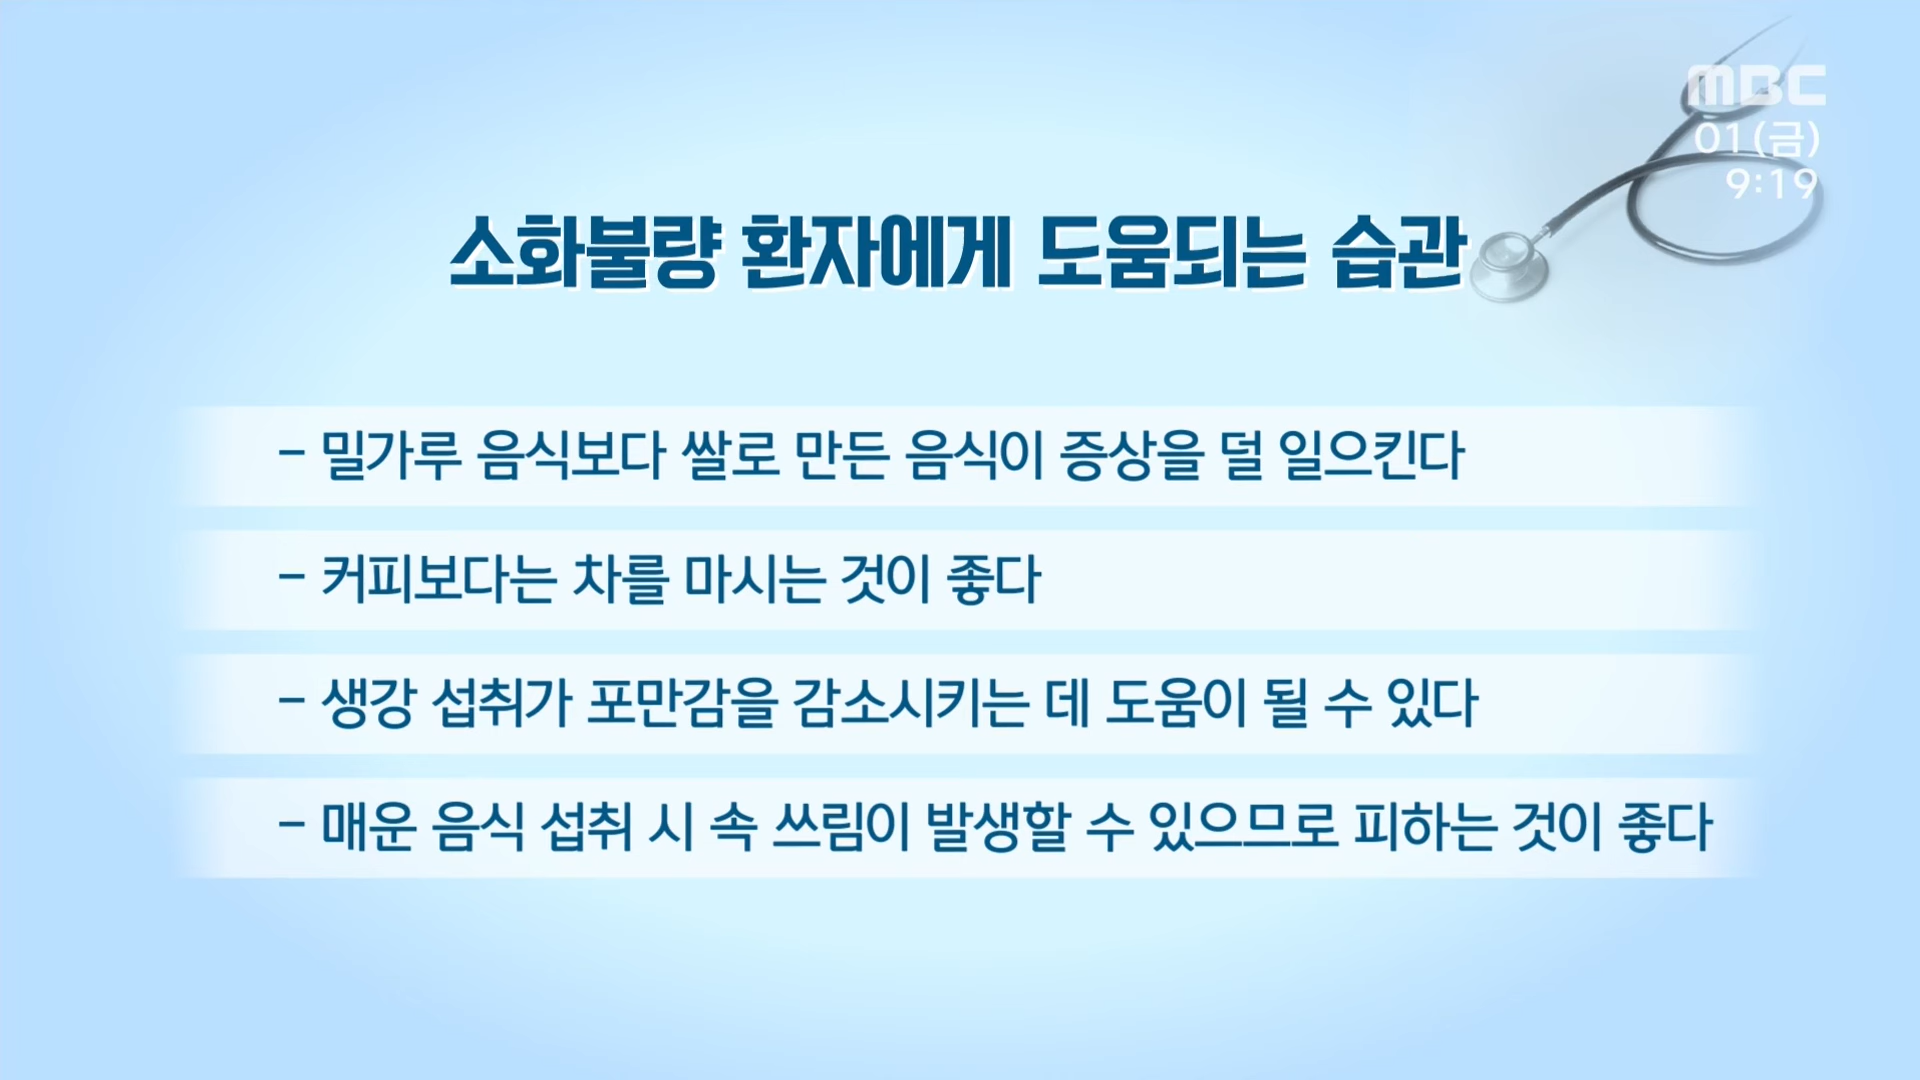 MBC
01(금)
9:19
소화불량 환자에게 도움되는 습관
- 밀가루 음식보다 쌀로 만든 음식이 증상을 덜 일으킨다
- 커피보다는 차를 마시는 것이 좋다
- 생강 섭취가 포만감을 감소시키는 데 도움이 될 수 있다
- 매운 음식 섭취 시 속 쓰림이 발생할 수 있으므로 피하는 것이 좋다